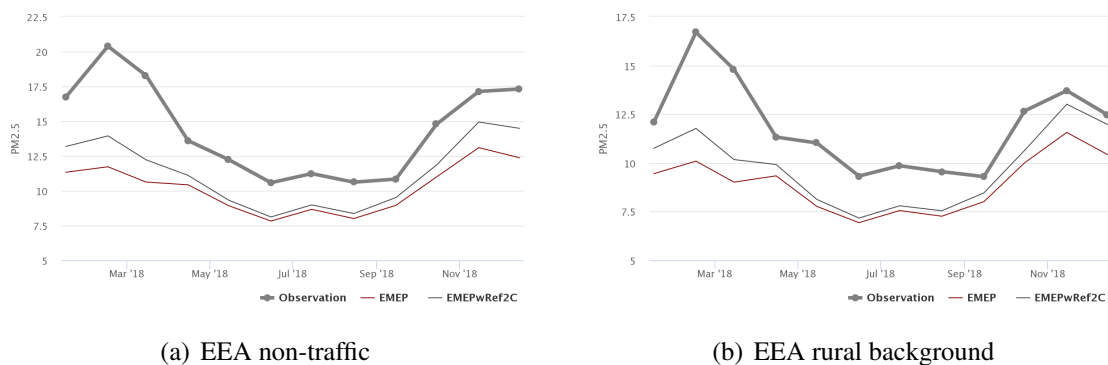 22.5
20
17.5
15
12.5
10
7.5
5
PM2.5
Mar '18 May '18 Jul '18 Sep '18 Nov '18
Observation EMEP EMEPwRef2C
(a) EEA non-traffic
17.5
15
12.5
10
7.5
5
PM2.5
Mar '18 May '18 Jul '18 Sep '18 Nov '18
Observation EMEP EMEPwRef2C
(b) EEA rural background